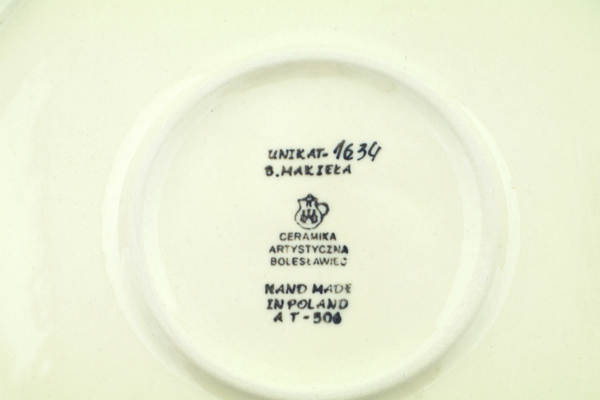 UNIKAT-1634
B. MAKIEŁA
CERAMIKA
ARTYSTYCZNA
BOLESŁAWIEC
HAND MADE
IN POLAND
A T - 506